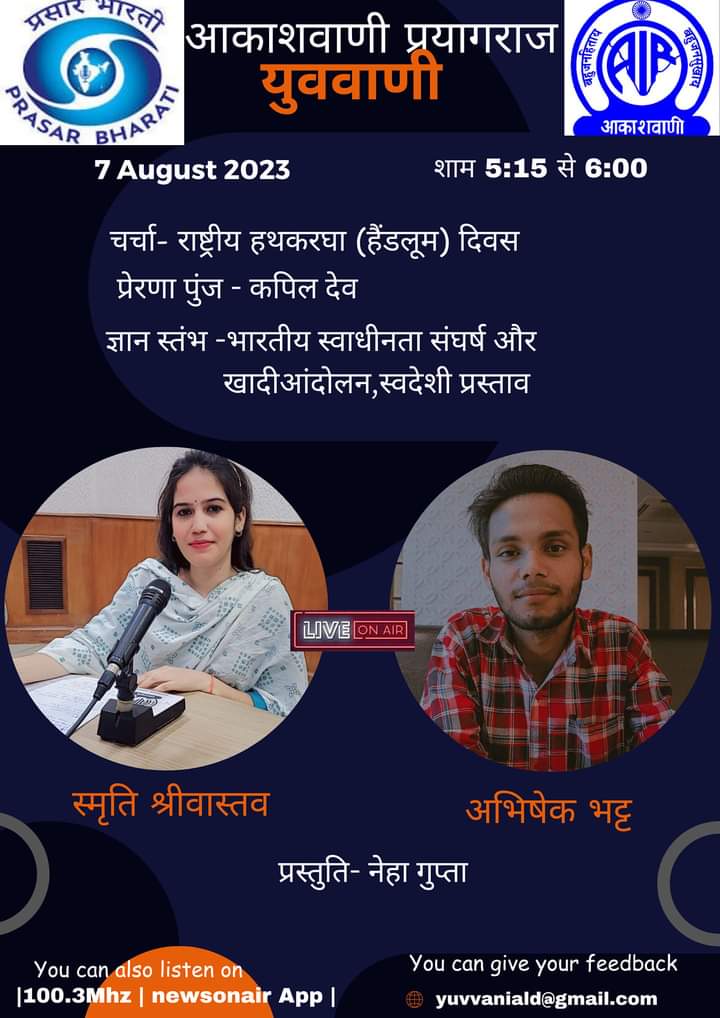 प्रसार भारती
PRASAR BHARATI
आकाशवाणी प्रयागराज
युववाणी
बहुजनहिताय
बहुजनसुखाय
AIR
आकाशवाणी
7 August 2023
शाम 5:15 से 6:00
चर्चा- राष्ट्रीय हथकरघा (हैंडलूम) दिवस
प्रेरणा पुंज - कपिल देव
ज्ञान स्तंभ -भारतीय स्वाधीनता संघर्ष और
खादीआंदोलन,स्वदेशी प्रस्ताव
LIVE ON AIR
स्मृति श्रीवास्तव
अभिषेक भट्ट
प्रस्तुति- नेहा गुप्ता
You can also listen on
|100.3Mhz | newsonair App |
You can give your feedback
yuvvaniald@gmail.com